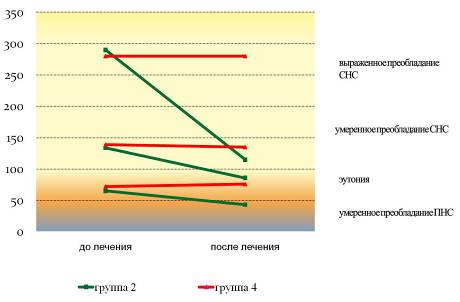 350
300
250
200
150
100
50
0
выраженное преобладание
СНС
умеренное преобладание СНС
эутония
умеренное преобладание ПНС
до лечения
после лечения
группа 2
группа 4